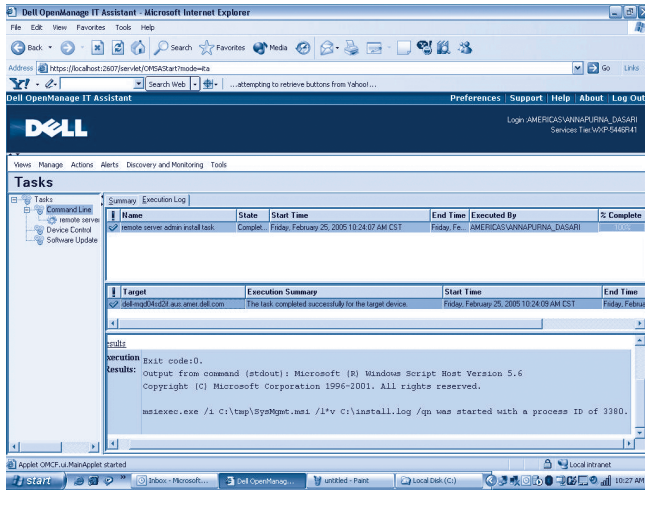 Dell OpenManage IT Assistant - Microsoft Internet Explorer
File Edit View Favorites Tools Help
Back Search Favorites Media
Address https://localhost:2607/servlet/OMSAStart?mode=ita Go Links
Y! Search Web ...attempting to retrieve buttons from Yahoo!...
Dell OpenManage IT Assistant Preferences | Support | Help | About | Log Out
DELL
Login :AMERICAS\ANNAPURNA_DASARI
Services Tier:WXP-5446R41
Views Manage Actions Alerts Discovery and Monitoring Tools
Tasks
Tasks
Command Line
remote server
Device Control
Software Update
Summary Execution Log
! Name State Start Time End Time Executed By % Complete
remote server admin install task Complet... Friday, February 25, 2005 10:24:07 AM CST Friday, Fe... AMERICAS\ANNAPURNA_DASARI 100%
! Target Execution Summary Start Time End Time
The task completed successfully for the target device. Friday, February 25, 2005 10:24:09 AM CST Friday, Februa
esults
xecution
Results:
Exit code:0.
Output from command (stdout): Microsoft (R) Windows Script Host Version 5.6
Copyright (C) Microsoft Corporation 1996-2001. All rights reserved.
msiexec.exe /i C:\tmp\SysMgmt.msi /l*v C:\install.log /qn was started with a process ID of 3380.
Applet OMCF.ui.MainApplet started Local intranet
start Inbox - Microsoft... Dell OpenManag... untitled - Paint Local Disk (C:) 10:27 AM